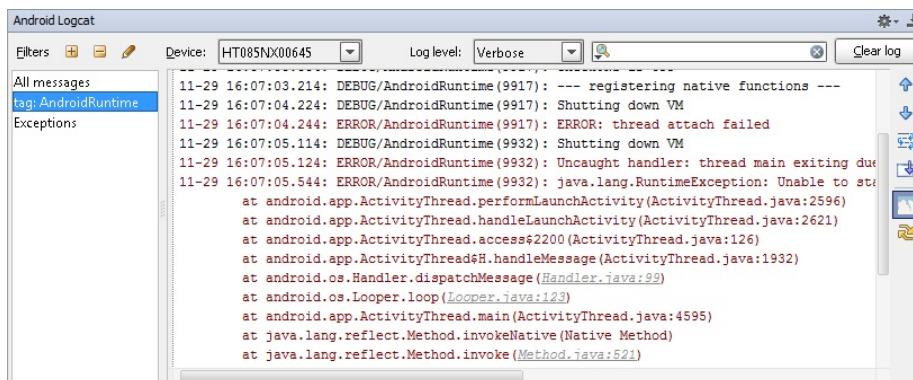 Android Logcat
Filters Device: HT085NX00645 Log level: Verbose Clear log
All messages
tag: AndroidRuntime
Exceptions
11-29 16:07:03.214: DEBUG/AndroidRuntime(9917): --- registering native functions ---
11-29 16:07:04.224: DEBUG/AndroidRuntime(9917): Shutting down VM
11-29 16:07:04.244: ERROR/AndroidRuntime(9917): ERROR: thread attach failed
11-29 16:07:05.114: DEBUG/AndroidRuntime(9932): Shutting down VM
11-29 16:07:05.124: ERROR/AndroidRuntime(9932): Uncaught handler: thread main exiting due
11-29 16:07:05.544: ERROR/AndroidRuntime(9932): java.lang.RuntimeException: Unable to sta
at android.app.ActivityThread.performLaunchActivity(ActivityThread.java:2596)
at android.app.ActivityThread.handleLaunchActivity(ActivityThread.java:2621)
at android.app.ActivityThread.access$2200(ActivityThread.java:126)
at android.app.ActivityThread$H.handleMessage(ActivityThread.java:1932)
at android.os.Handler.dispatchMessage(Handler.java:99)
at android.os.Looper.loop(Looper.java:123)
at android.app.ActivityThread.main(ActivityThread.java:4595)
at java.lang.reflect.Method.invokeNative(Native Method)
at java.lang.reflect.Method.invoke(Method.java:521)